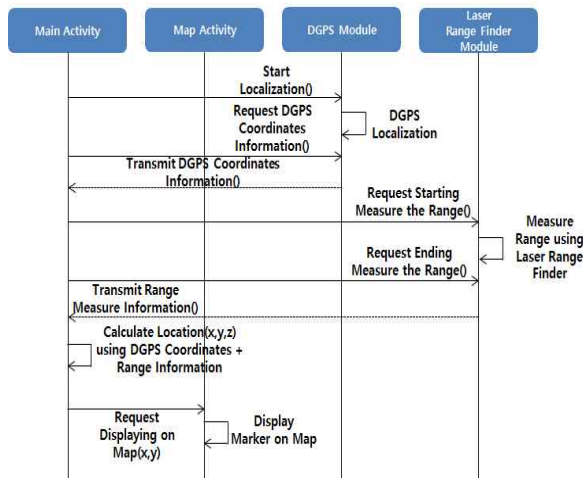 Main Activity
Map Activity
DGPS Module
Laser
Range Finder
Module
Start
Localization()
Request DGPS
Coordinates
Information()
DGPS
Localization
Transmit DGPS Coordinates
Information()
Request Starting
Measure the Range()
Measure
Range using
Laser Range
Finder
Request Ending
Measure the Range()
Transmit Range
Measure Information()
Calculate Location(x,y,z)
using DGPS Coordinates +
Range Information
Request
Displaying on
Map(x,y)
Display
Marker on Map